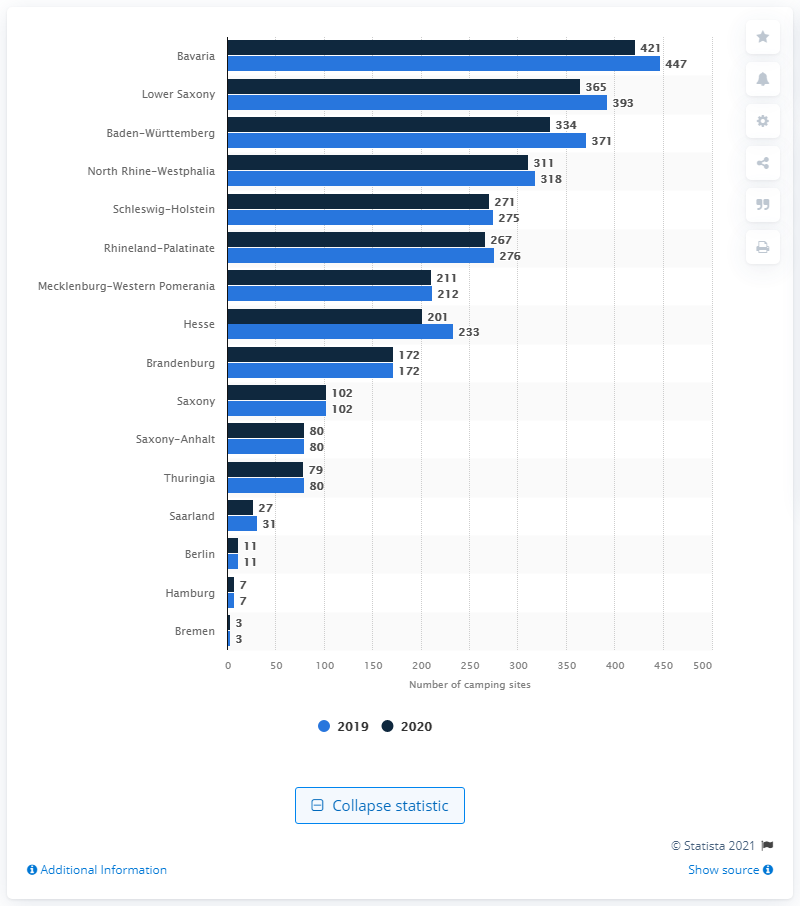 Bavaria 421
447
Lower Saxony 365
393
Baden-Württemberg 334
371
North Rhine-Westphalia 311
318
Schleswig-Holstein 271
275
Rhineland-Palatinate 267
276
Mecklenburg-Western Pomerania 211
212
Hesse 201
233
Brandenburg 172
172
Saxony 102
102
Saxony-Anhalt 80
80
Thuringia 79
80
Saarland 27
31
Berlin 11
11
Hamburg 7
7
Bremen 3
3
0 50 100 150 200 250 300 350 400 450 500
Number of camping sites
2019 2020
Collapse statistic
© Statista 2021
Additional Information Show source